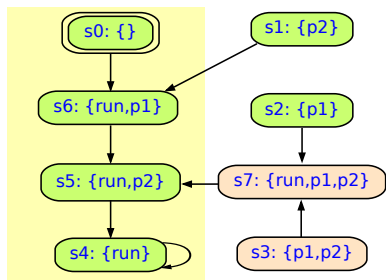 s0: {}
s1: {p2}
s6: {run,p1}
s2: {p1}
s5: {run,p2}
s7: {run,p1,p2}
s4: {run}
s3: {p1,p2}